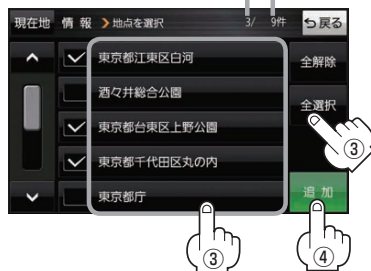 現在地 情報 地点を選択 3/ 9件 戻る
東京都江東区白河
全解除
酒々井総合公園
全選択
東京都台東区上野公園
③
東京都千代田区丸の内
東京都庁
追加
③
④